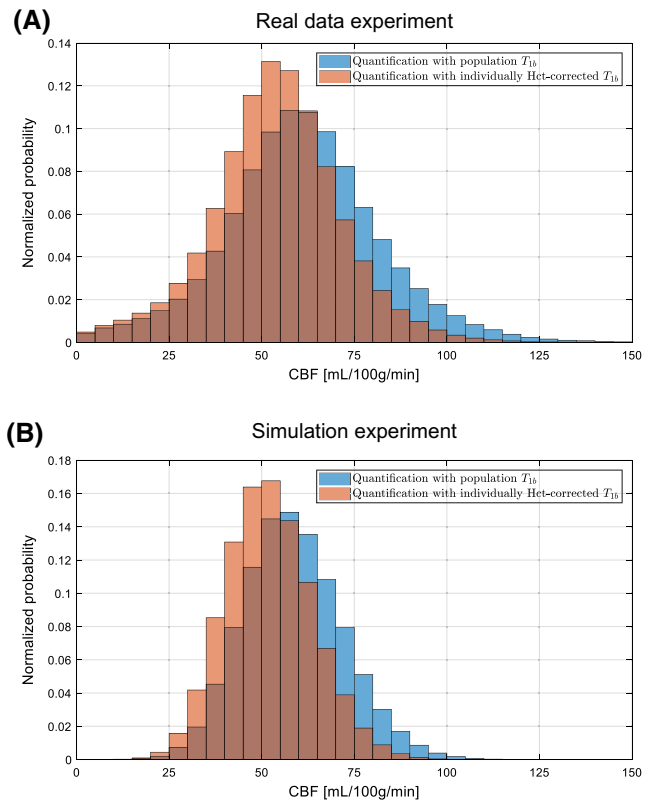 (A)
Real data experiment
0.14
0.12
0.1
0.08
0.06
0.04
0.02
0
Normalized probability
Quantification with population T1b
Quantification with individually Hct-corrected T1b
0 25 50 75 100 125 150
CBF [mL/100g/min]
(B)
Simulation experiment
0.18
0.16
0.14
0.12
0.1
0.08
0.06
0.04
0.02
0
Normalized probability
Quantification with population T1b
Quantification with individually Hct-corrected T1b
0 25 50 75 100 125 150
CBF [mL/100g/min]